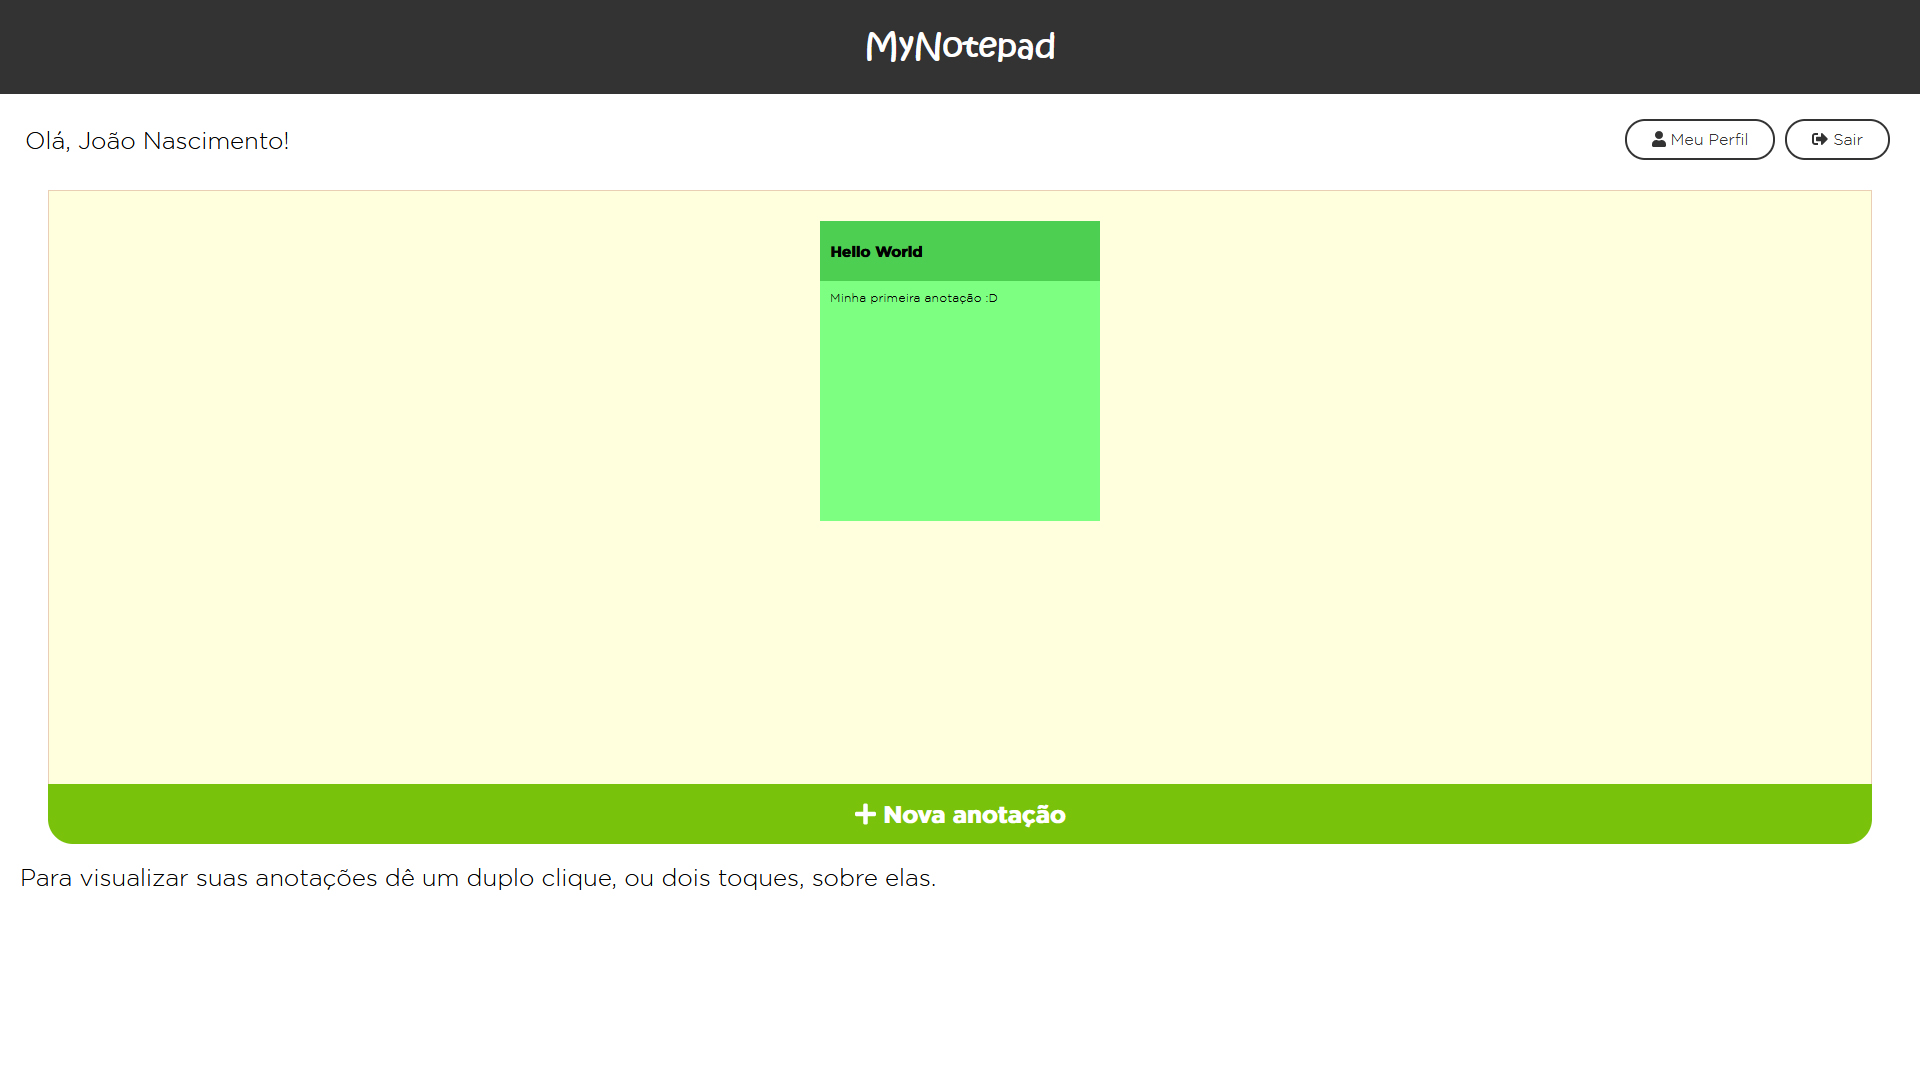 MyNotepad
Olá, João Nascimento!
Meu Perfil
Sair
Hello World
Minha primeira anotação :D
Nova anotação
Para visualizar suas anotações dê um duplo clique, ou dois toques, sobre elas.